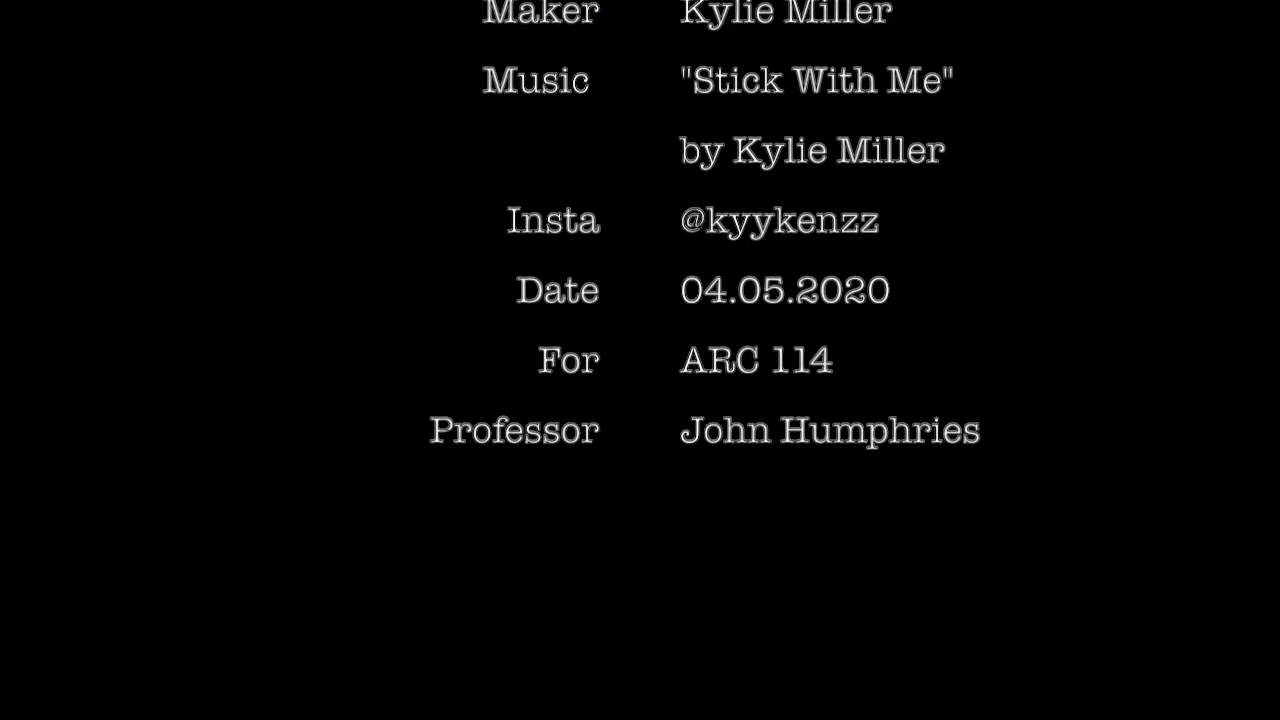 Maker Kylie Miller
Music "Stick With Me"
by Kylie Miller
Insta @kyykenzz
Date 04.05.2020
For ARC 114
Professor John Humphries